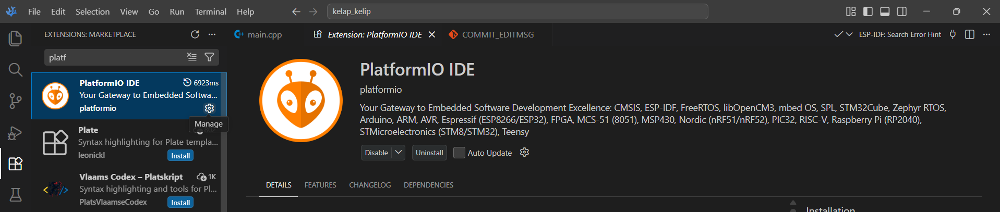 File Edit Selection View Go Run Terminal Help
kelap_kelip
EXTENSIONS: MARKETPLACE
platf
PlatformIO IDE 6923ms
Your Gateway to Embedded Softwa...
platformio
Manage
Plate
Syntax highlighting for Plate templa...
leonickl
Install
Vlaams Codex – Platskript 1K
Syntax highlighting and tools for Pl...
PlatsVlaamseCodex
Install
main.cpp Extension: PlatformIO IDE COMMIT_EDITMSG
ESP-IDF: Search Error Hint
PlatformIO IDE
platformio
Your Gateway to Embedded Software Development Excellence: CMSIS, ESP-IDF, FreeRTOS, libOpenCM3, mbed OS, SPL, STM32Cube, Zephyr RTOS,
Arduino, ARM, AVR, Espressif (ESP8266/ESP32), FPGA, MCS-51 (8051), MSP430, Nordic (nRF51/nRF52), PIC32, RISC-V, Raspberry Pi (RP2040),
STMicroelectronics (STM8/STM32), Teensy
Disable Uninstall Auto Update
DETAILS FEATURES CHANGELOG DEPENDENCIES
Installation